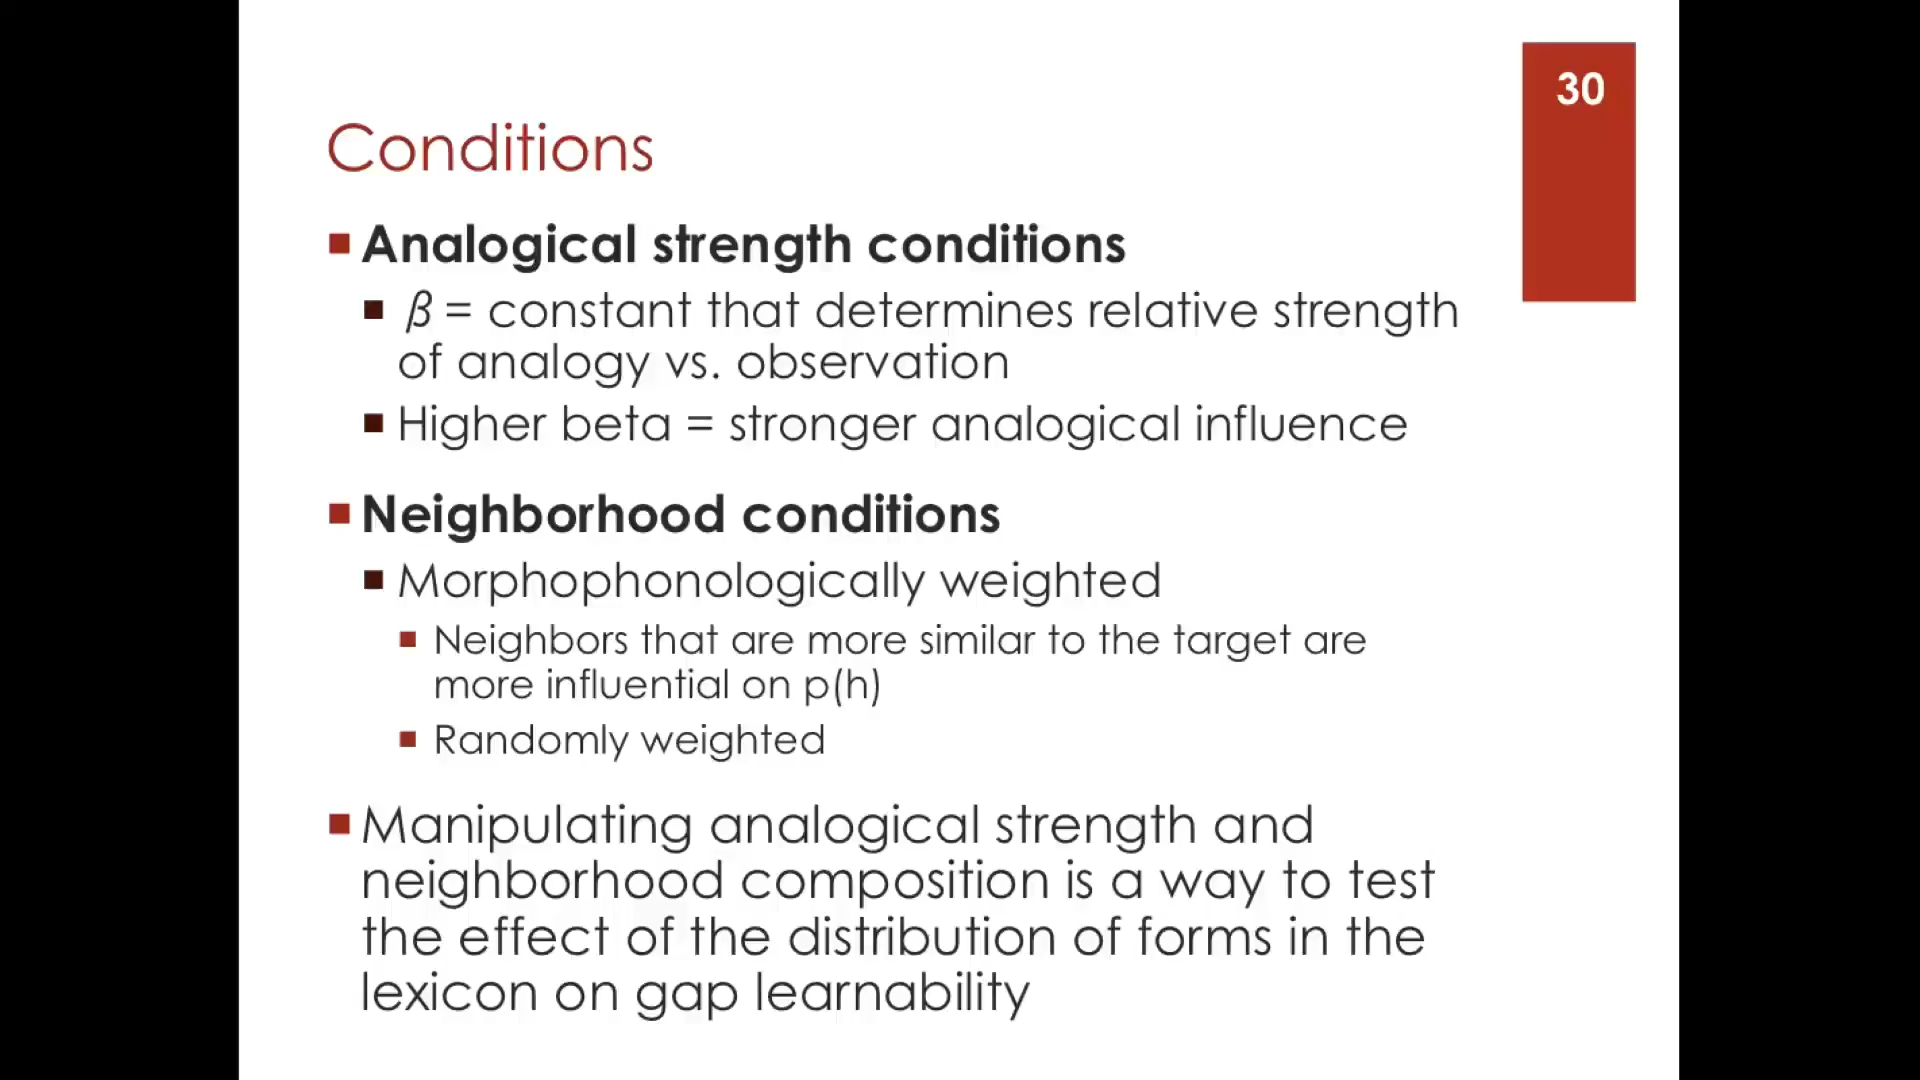 30
Conditions
Analogical strength conditions
β = constant that determines relative strength
of analogy vs. observation
Higher beta = stronger analogical influence
Neighborhood conditions
Morphophonologically weighted
Neighbors that are more similar to the target are
more influential on p(h)
Randomly weighted
Manipulating analogical strength and
neighborhood composition is a way to test
the effect of the distribution of forms in the
lexicon on gap learnability